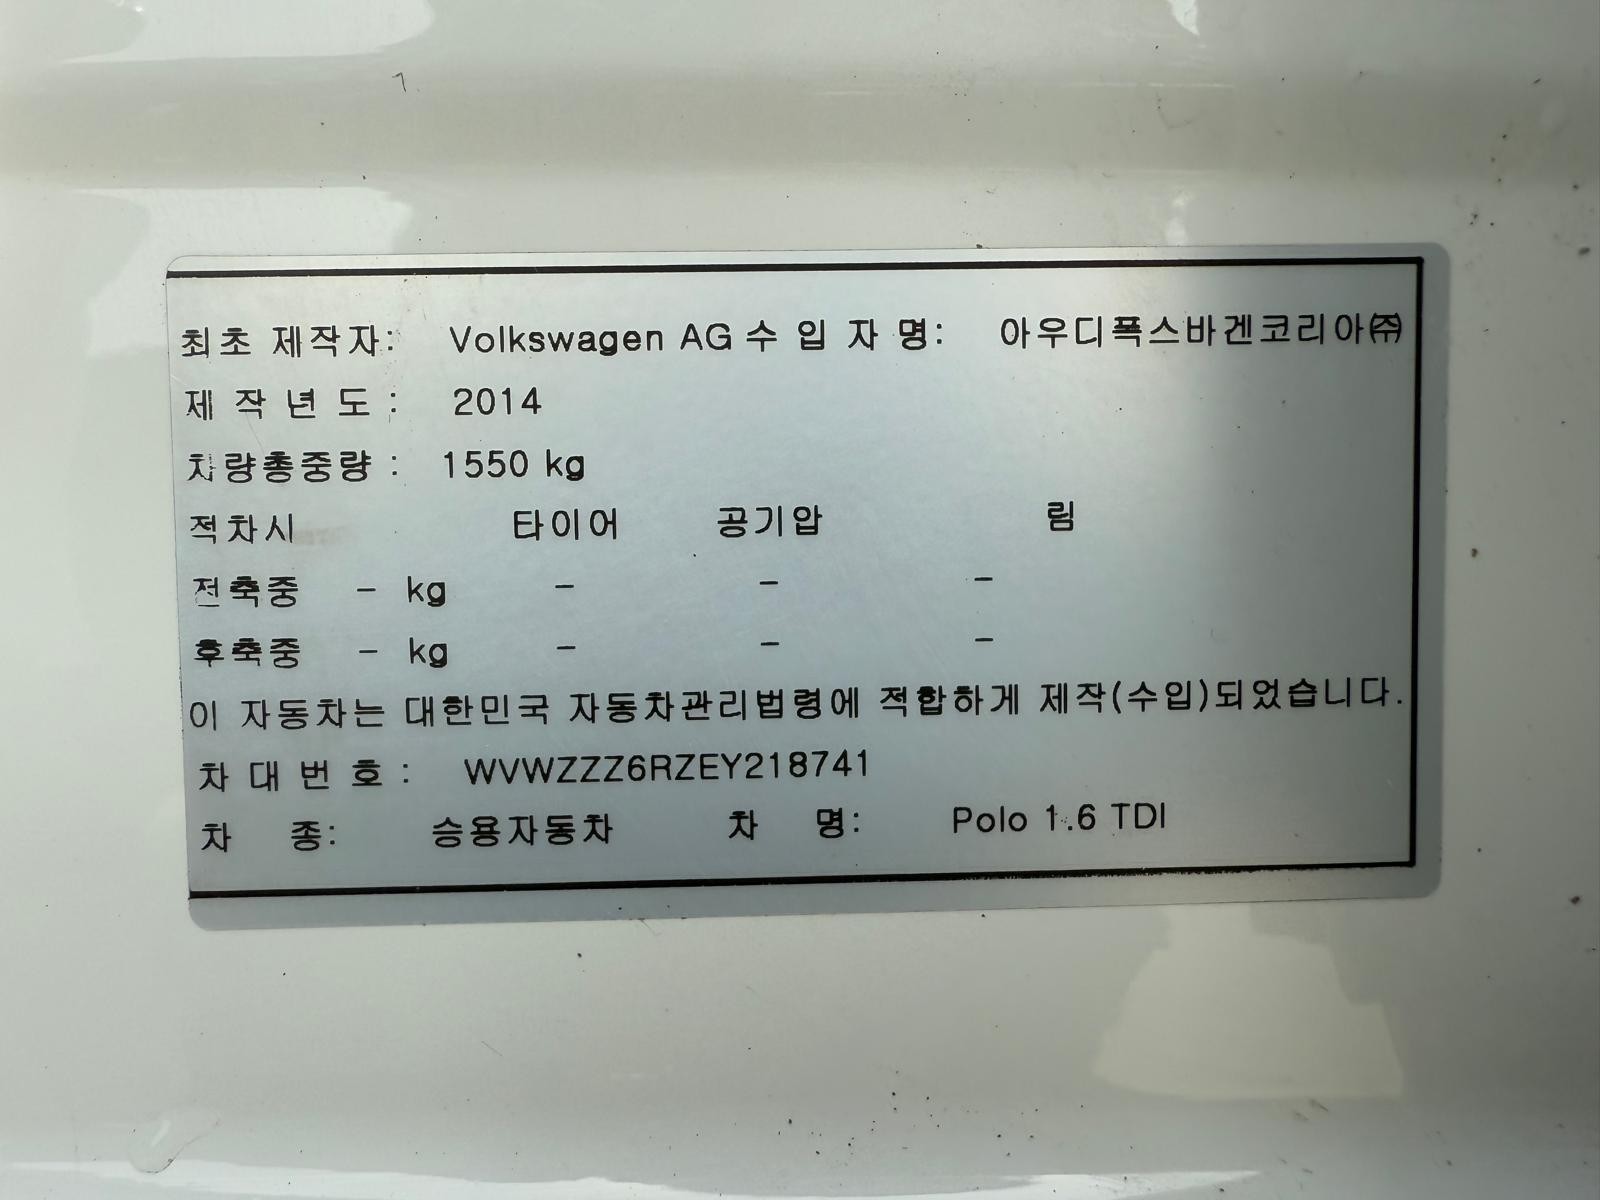 최초 제작자: Volkswagen AG 수 입 자 명: 아우디폭스바겐코리아㈜
제 작 년 도 : 2014
차량총중량 : 1550 kg
적차시 타이어 공기압 림
전축중 - kg - - -
후축중 - kg - - -
이 자동차는 대한민국 자동차관리법령에 적합하게 제작(수입)되었습니다.
차 대 번 호 : WVWZZZ6RZEY218741
차 종: 승용자동차 차 명: Polo 1.6 TDI